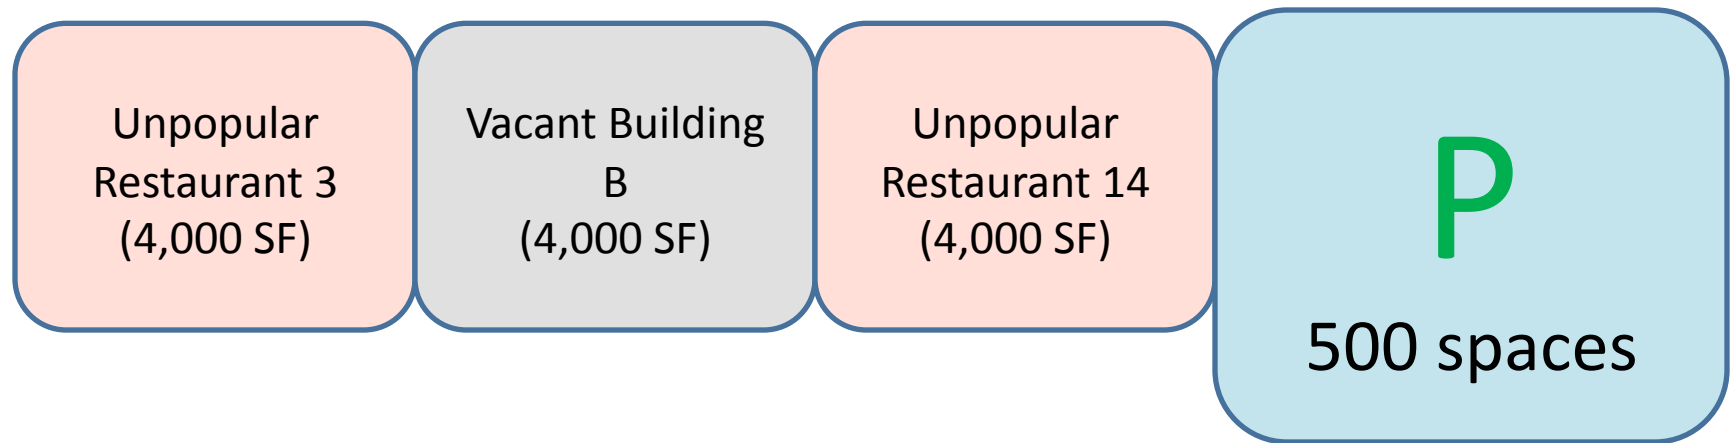 Unpopular
Restaurant 3
(4,000 SF)
Vacant Building
B
(4,000 SF)
Unpopular
Restaurant 14
(4,000 SF)
P
500 spaces